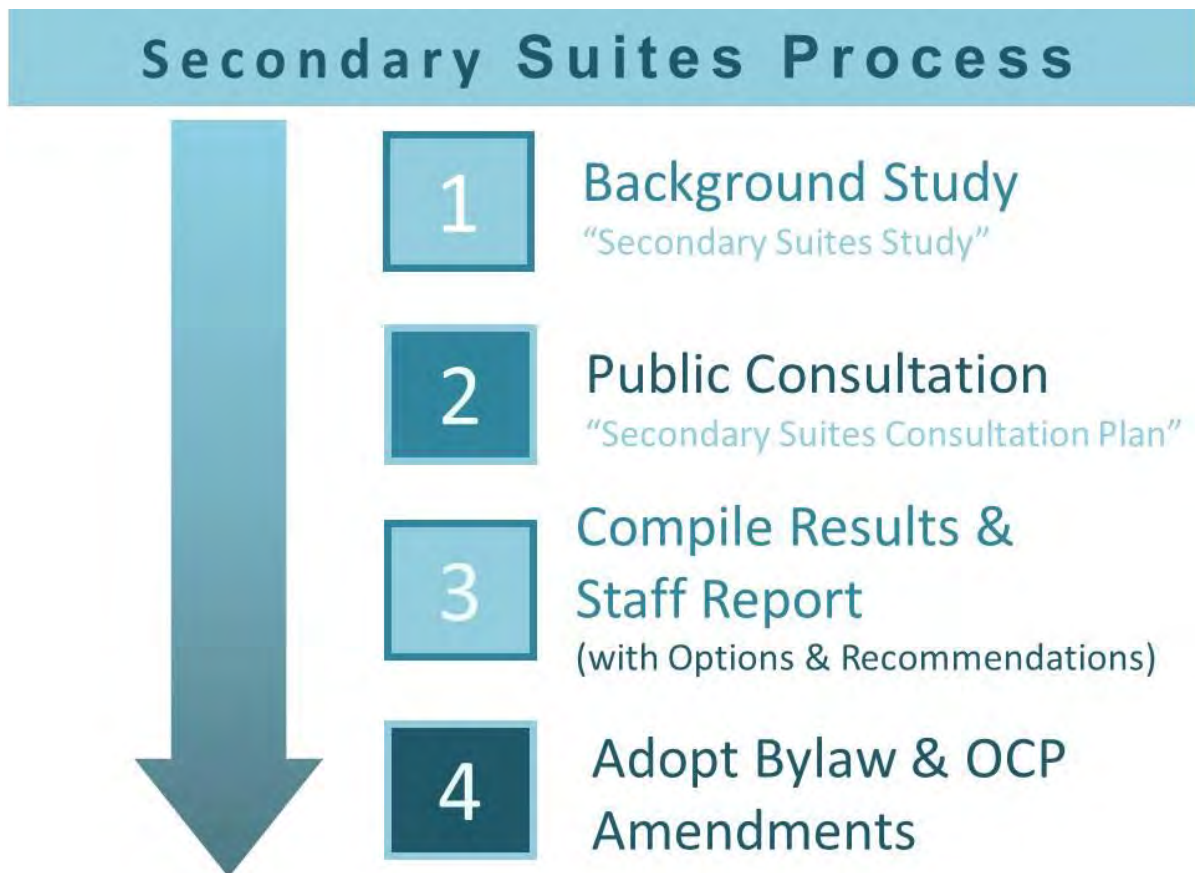 Secondary Suites Process
1
Background Study
“Secondary Suites Study”
2
Public Consultation
“Secondary Suites Consultation Plan”
3
Compile Results &
Staff Report
(with Options & Recommendations)
4
Adopt Bylaw & OCP
Amendments